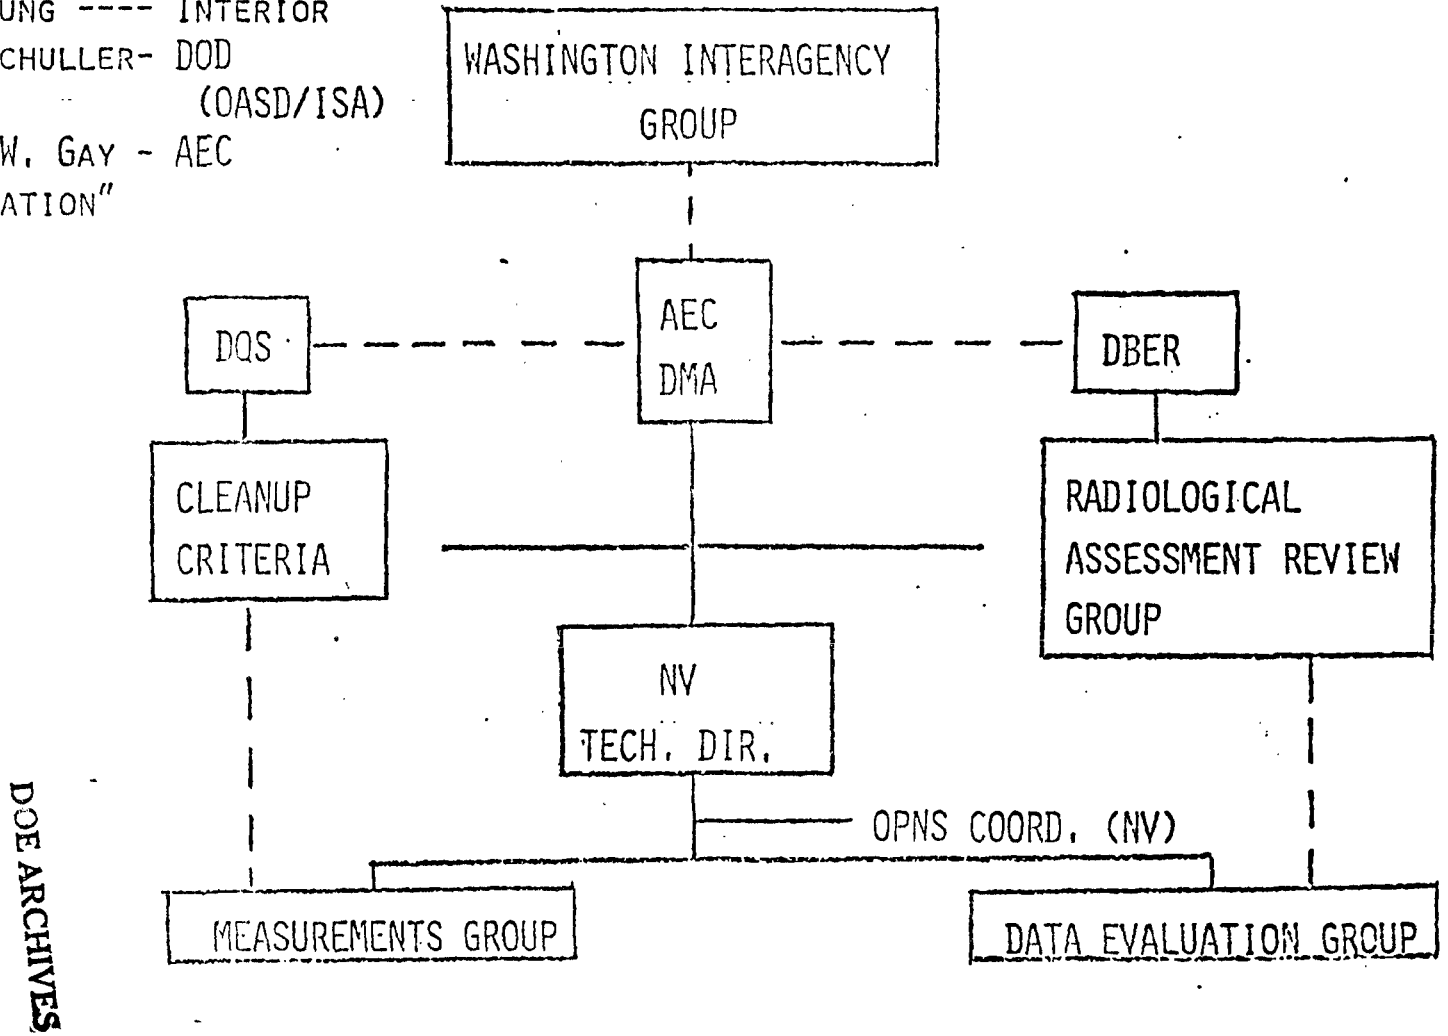 UNG ---- INTERIOR
CHULLER- DOD
(OASD/ISA)
W. GAY - AEC
ATION"
WASHINGTON INTERAGENCY
GROUP
DOS
AEC
DMA
DBER
CLEANUP
CRITERIA
RADIOLOGICAL
ASSESSMENT REVIEW
GROUP
NV
TECH. DIR.
OPNS COORD. (NV)
MEASUREMENTS GROUP
DATA EVALUATION GROUP
DOE ARCHIVES